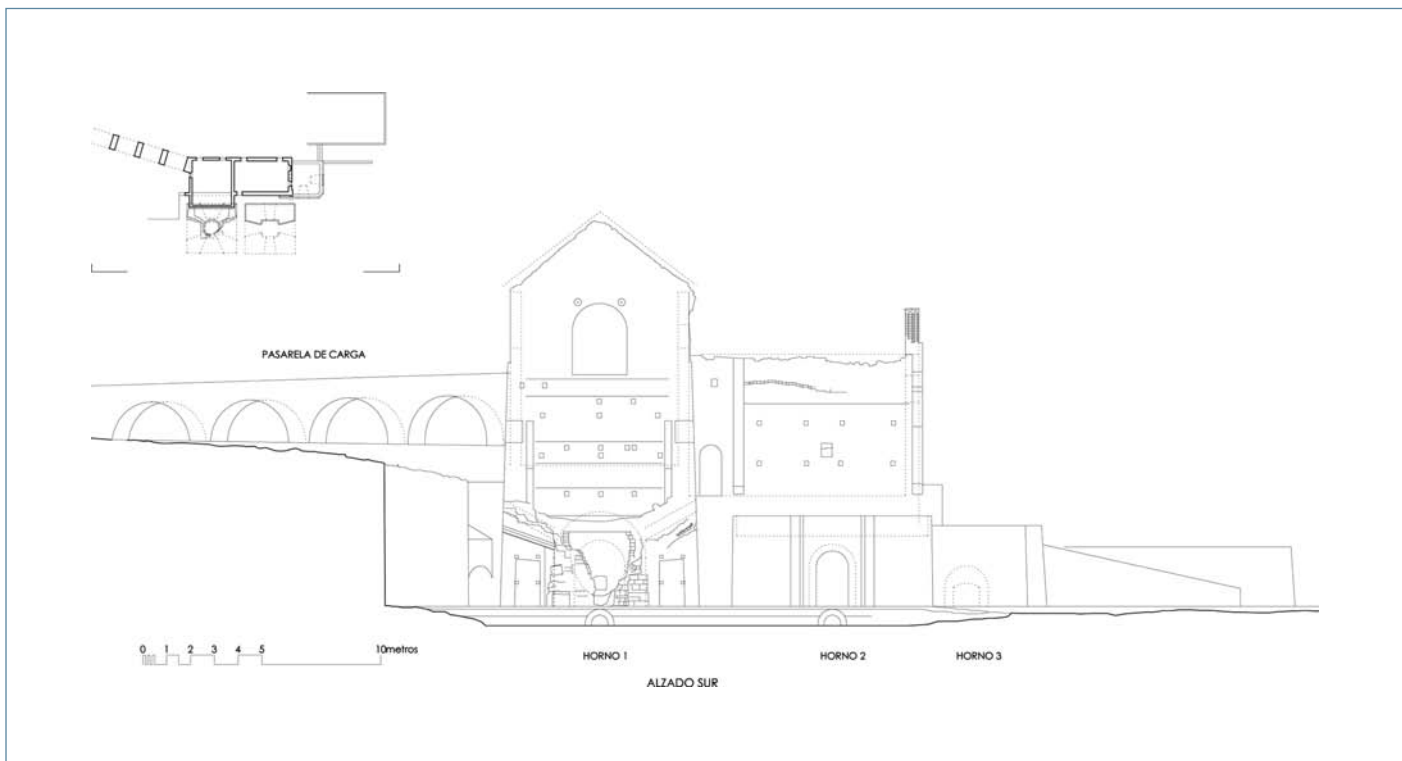 PASARELA DE CARGA
0 1 2 3 4 5 10metros
HORNO 1 HORNO 2 HORNO 3
ALZADO SUR